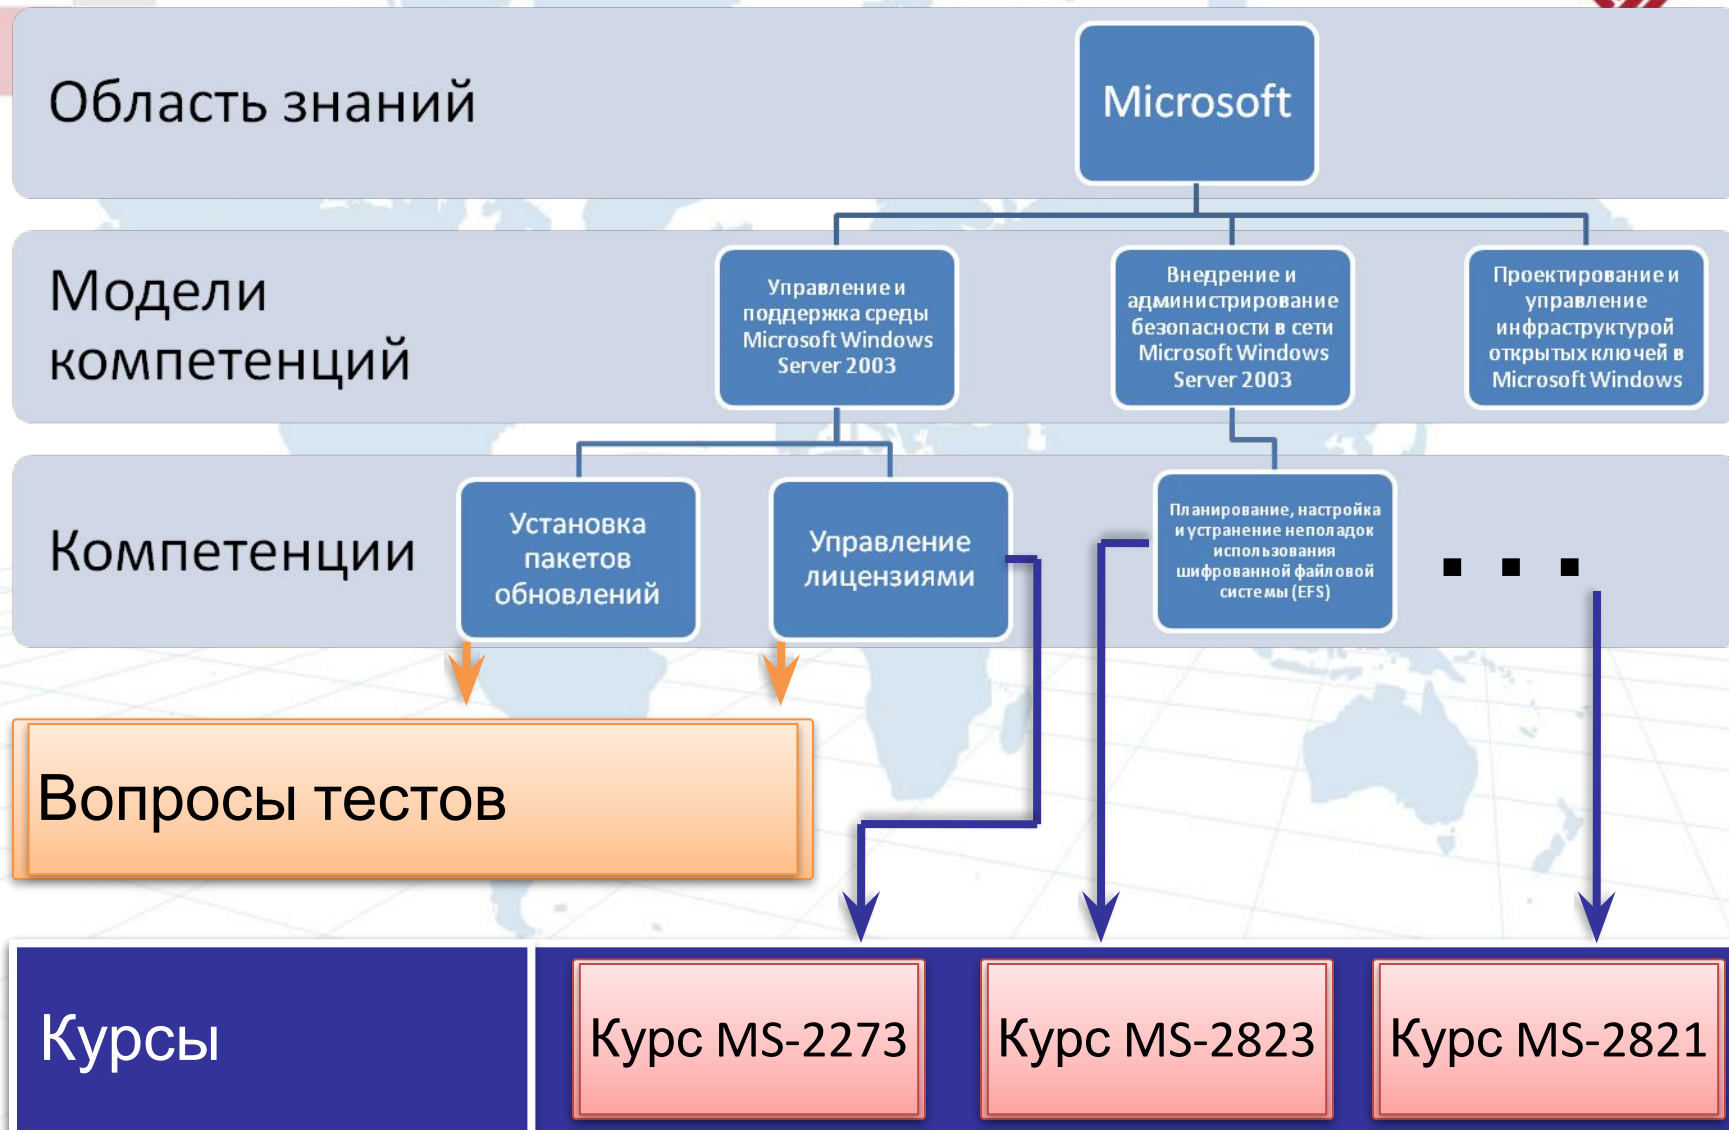 Область знаний
Microsoft
Модели
компетенций
Управление и
поддержка среды
Microsoft Windows
Server 2003
Внедрение и
администрирование
безопасности в сети
Microsoft Windows
Server 2003
Проектирование и
управление
инфраструктурой
открытых ключей в
Microsoft Windows
Компетенции
Установка
пакетов
обновлений
Управление
лицензиями
Планирование, настройка
и устранение неполадок
использования
шифрованной файловой
системы (EFS)
. . .
Вопросы тестов
Курсы
Курс MS-2273
Курс MS-2823
Курс MS-2821